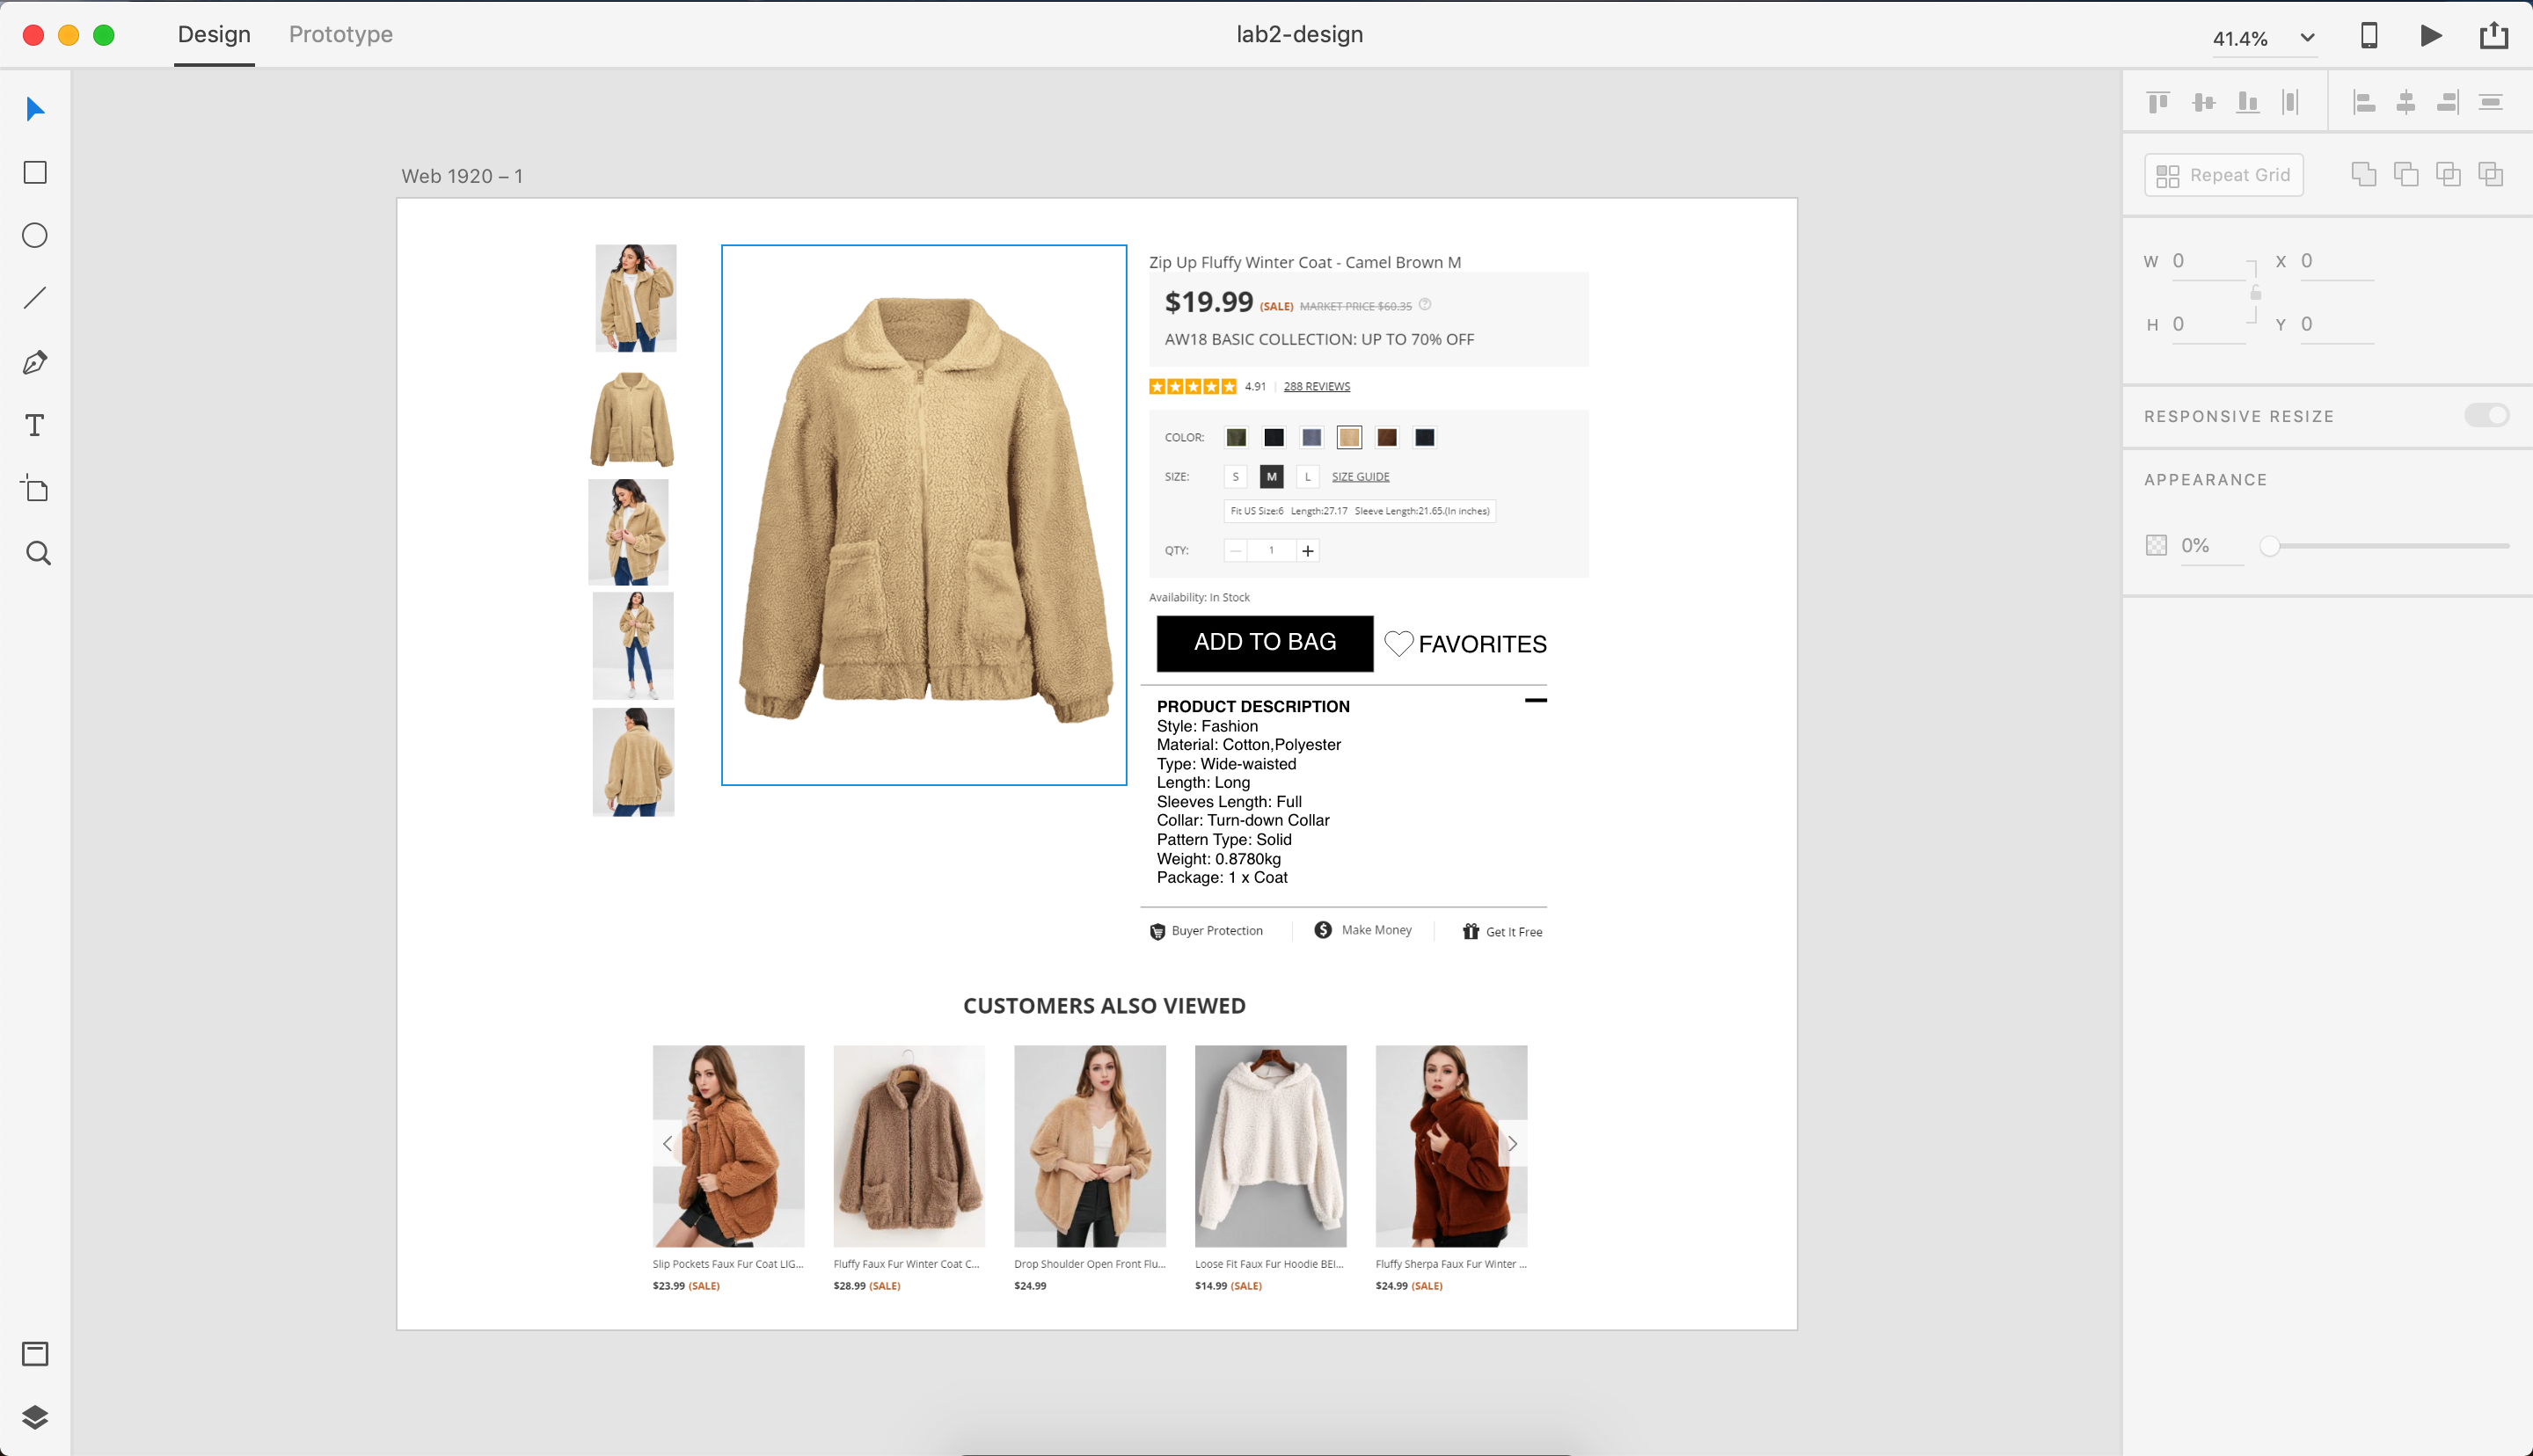 Design Prototype lab2-design 41.4%
Repeat Grid
W 0 X 0
H 0 Y 0
RESPONSIVE RESIZE
APPEARANCE
0%
Web 1920 – 1
Zip Up Fluffy Winter Coat - Camel Brown M
$19.99 (SALE) MARKET PRICE $60.35 ?
AW18 BASIC COLLECTION: UP TO 70% OFF
4.91 | 288 REVIEWS
COLOR:
SIZE: S M L SIZE GUIDE
Fit US Size:6 Length:27.17 Sleeve Length:21.65.(In inches)
QTY: — 1 +
Availability: In Stock
ADD TO BAG FAVORITES
PRODUCT DESCRIPTION
Style: Fashion
Material: Cotton,Polyester
Type: Wide-waisted
Length: Long
Sleeves Length: Full
Collar: Turn-down Collar
Pattern Type: Solid
Weight: 0.8780kg
Package: 1 x Coat
Buyer Protection $ Make Money Get It Free
CUSTOMERS ALSO VIEWED
Slip Pockets Faux Fur Coat LIG... Fluffy Faux Fur Winter Coat C... Drop Shoulder Open Front Flu... Loose Fit Faux Fur Hoodie BEI... Fluffy Sherpa Faux Fur Winter ...
$23.99 (SALE) $28.99 (SALE) $24.99 $14.99 (SALE) $24.99 (SALE)